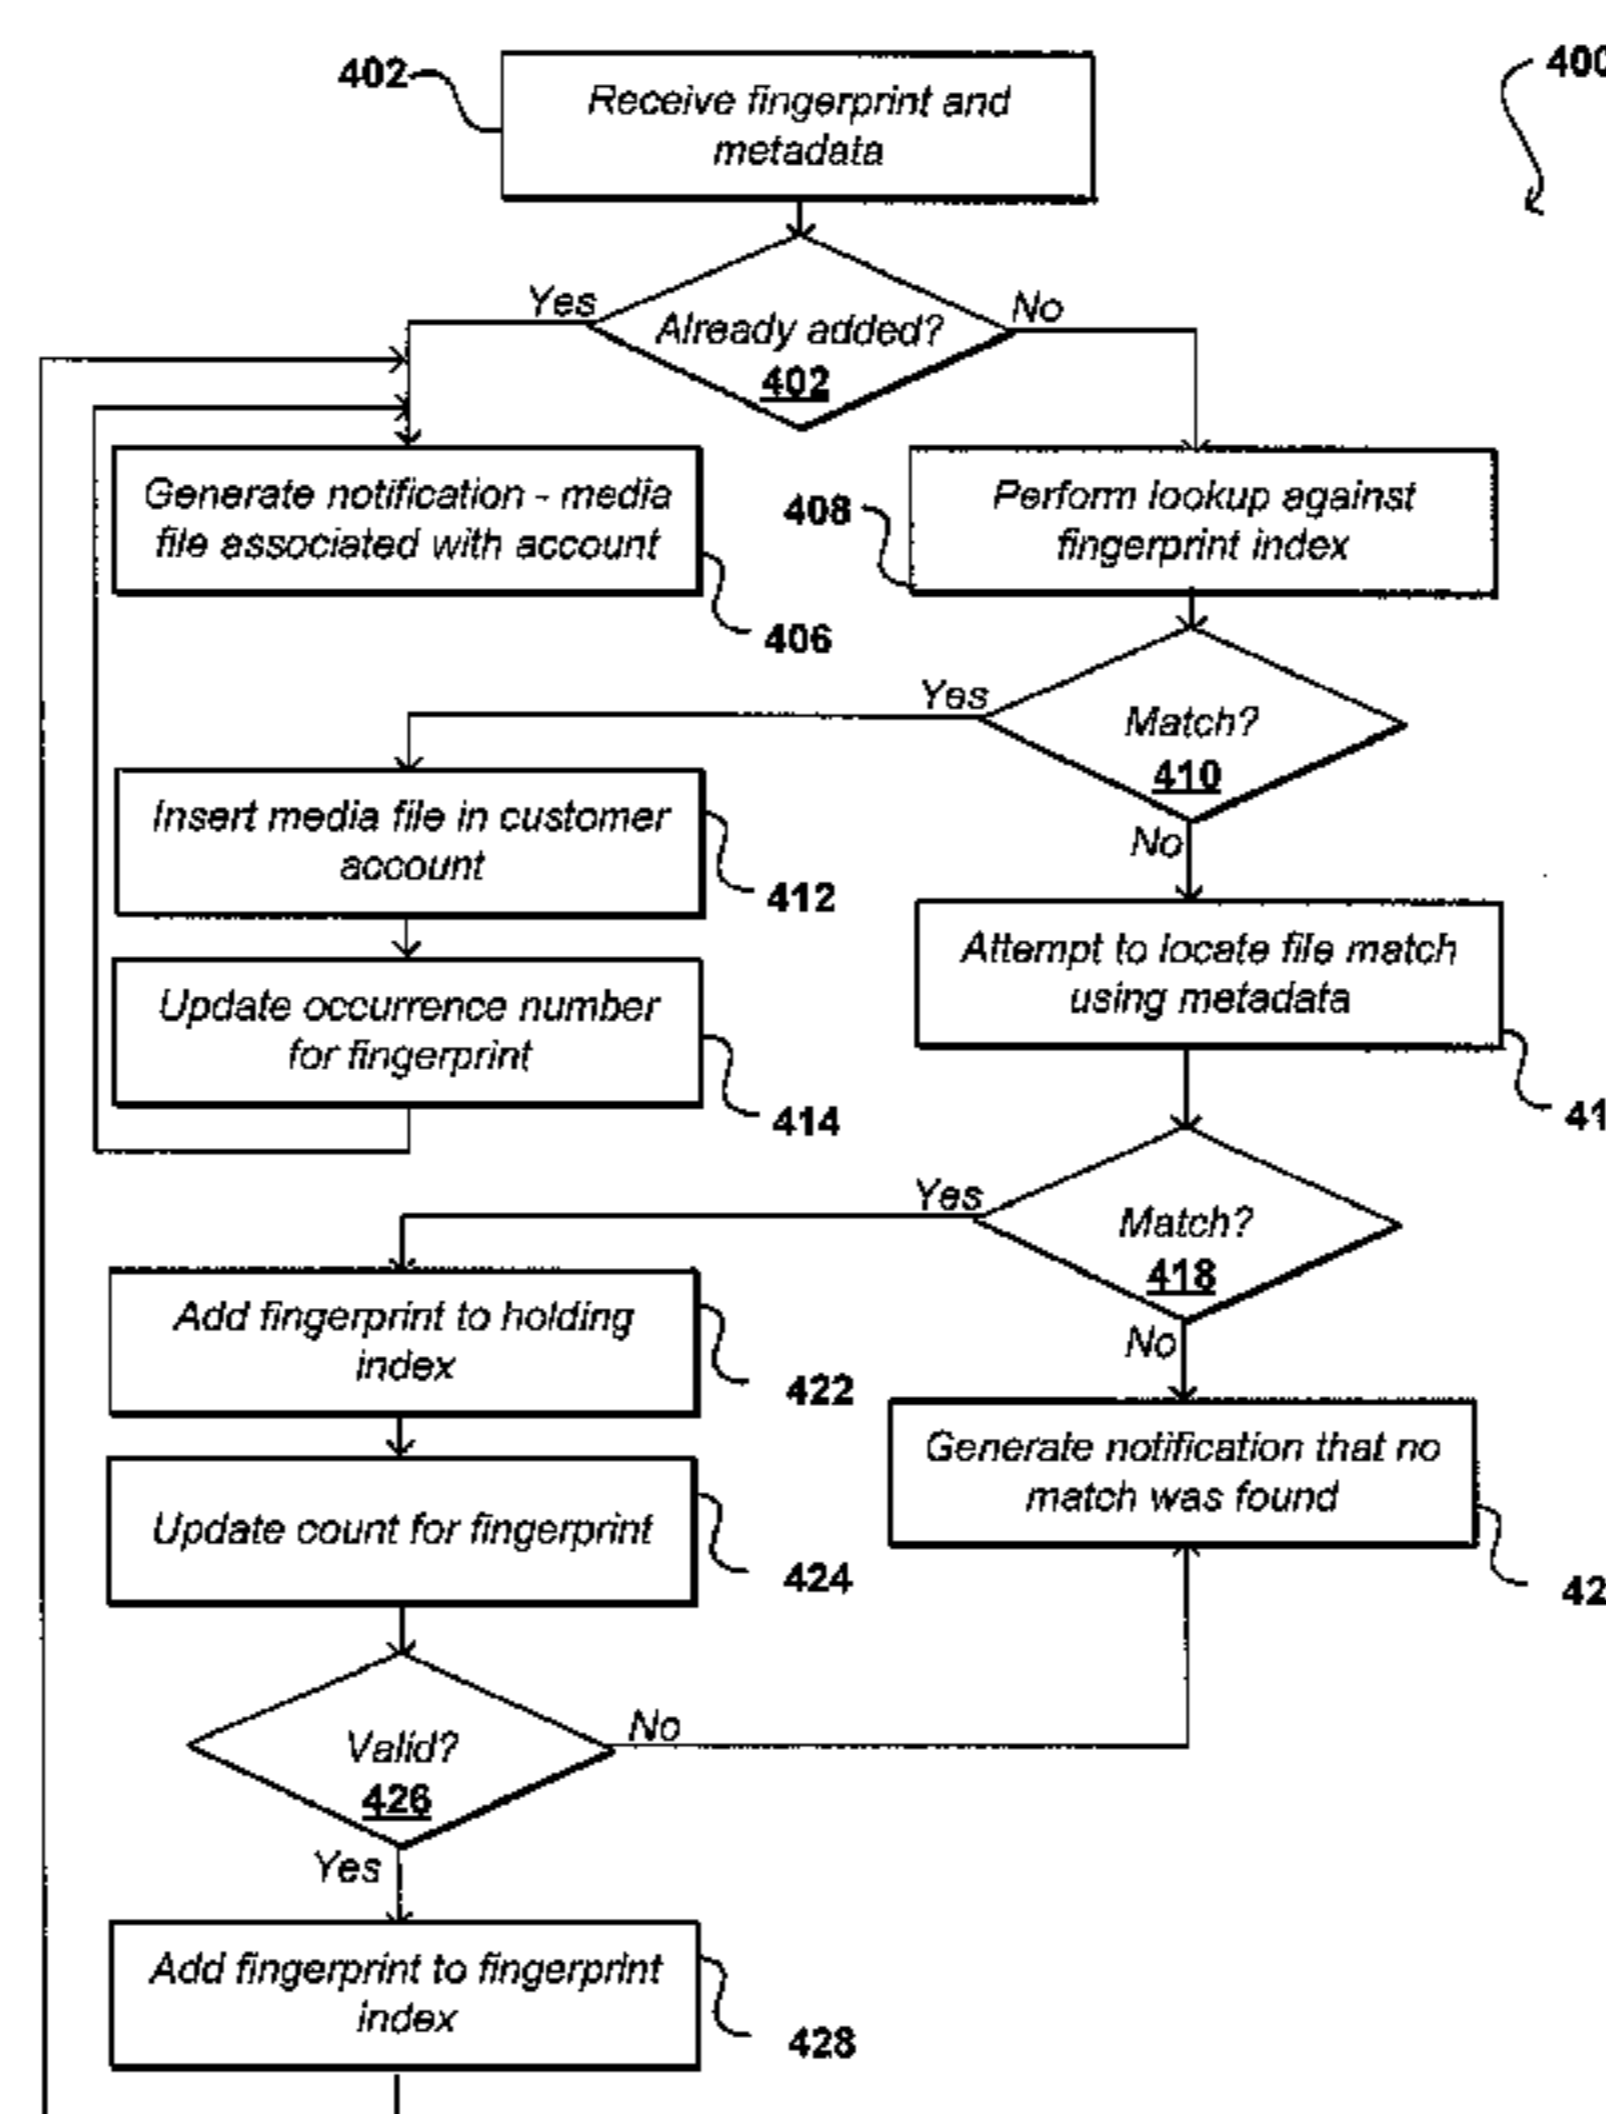 402
Receive fingerprint and
metadata
400
Yes
Already added?
402
No
Generate notification - media
file associated with account
406
408
Perform lookup against
fingerprint index
Yes
Match?
410
No
Insert media file in customer
account
412
Attempt to locate file match
using metadata
41
Update occurrence number
for fingerprint
414
Yes
Match?
418
No
Add fingerprint to holding
index
422
Generate notification that no
match was found
42
Update count for fingerprint
424
Valid?
426
No
Yes
Add fingerprint to fingerprint
index
428